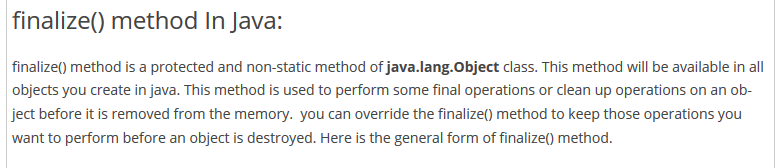 finalize() method In Java:
finalize() method is a protected and non-static method of java.lang.Object class. This method will be available in all
objects you create in java. This method is used to perform some final operations or clean up operations on an ob-
ject before it is removed from the memory.  you can override the finalize() method to keep those operations you
want to perform before an object is destroyed. Here is the general form of finalize() method.